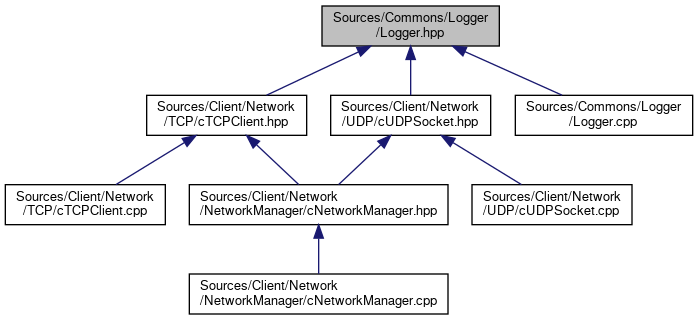 Sources/Commons/Logger
/Logger.hpp
Sources/Client/Network
/TCP/cTCPClient.hpp
Sources/Client/Network
/UDP/cUDPSocket.hpp
Sources/Commons/Logger
/Logger.cpp
Sources/Client/Network
/TCP/cTCPClient.cpp
Sources/Client/Network
/NetworkManager/cNetworkManager.hpp
Sources/Client/Network
/UDP/cUDPSocket.cpp
Sources/Client/Network
/NetworkManager/cNetworkManager.cpp